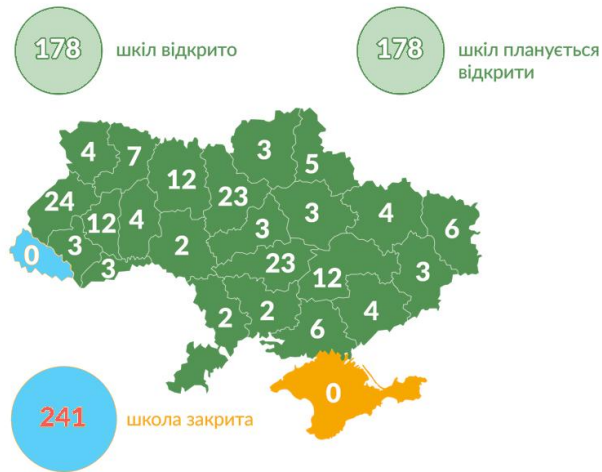 178 шкіл відкрито
178 шкіл планується
відкрити
4 7 3 5
12 23
24 12 4 3 3 4 6
0 3 3 2 23 12 3
2 2 6 4
0
241 школа закрита